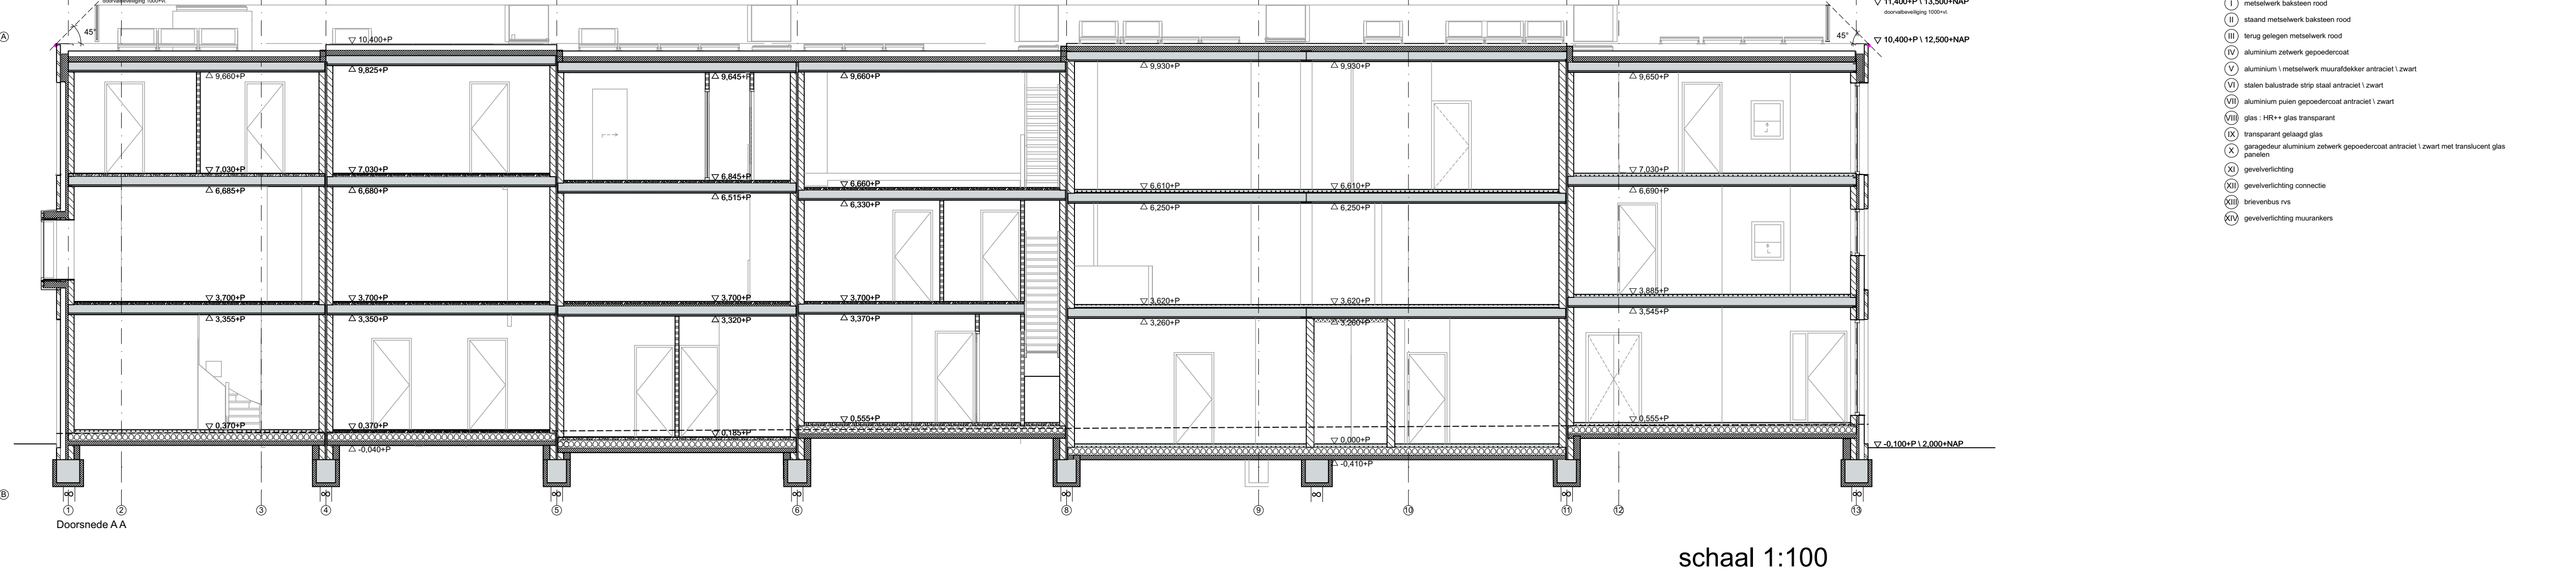 doorvalbeveiliging 1000+vl.
11,400+P \ 13,500+NAP
doorvalbeveiliging 1000+vl.
A
45°
10,400+P
45°
10,400+P \ 12,500+NAP
9,660+P
9,825+P
9,645+P
9,660+P
9,930+P
9,930+P
9,650+P
7,030+P
7,030+P
6,845+P
6,660+P
6,610+P
6,610+P
7,030+P
6,685+P
6,680+P
6,515+P
6,330+P
6,250+P
6,250+P
6,690+P
3,700+P
3,700+P
3,700+P
3,700+P
3,620+P
3,620+P
3,885+P
3,355+P
3,350+P
3,320+P
3,370+P
3,260+P
3,260+P
3,545+P
0,370+P
0,370+P
0,185+P
0,555+P
0,000+P
0,555+P
-0,040+P
-0,410+P
-0,100+P \ 2,000+NAP
B
1
2
3
4
5
6
8
9
10
11
12
13
Doorsnede A A
schaal 1:100
I metselwerk baksteen rood
II staand metselwerk baksteen rood
III terug gelegen metselwerk rood
IV aluminium zetwerk gepoedercoat
V aluminium \ metselwerk muurafdekker antraciet \ zwart
VI stalen balustrade strip staal antraciet \ zwart
VII aluminium puien gepoedercoat antraciet \ zwart
VIII glas : HR++ glas transparant
IX transparant gelaagd glas
X garagedeur aluminium zetwerk gepoedercoat antraciet \ zwart met translucent glas
panelen
XI gevelverlichting
XII gevelverlichting connectie
XIII brievenbus rvs
XIV gevelverlichting muurankers